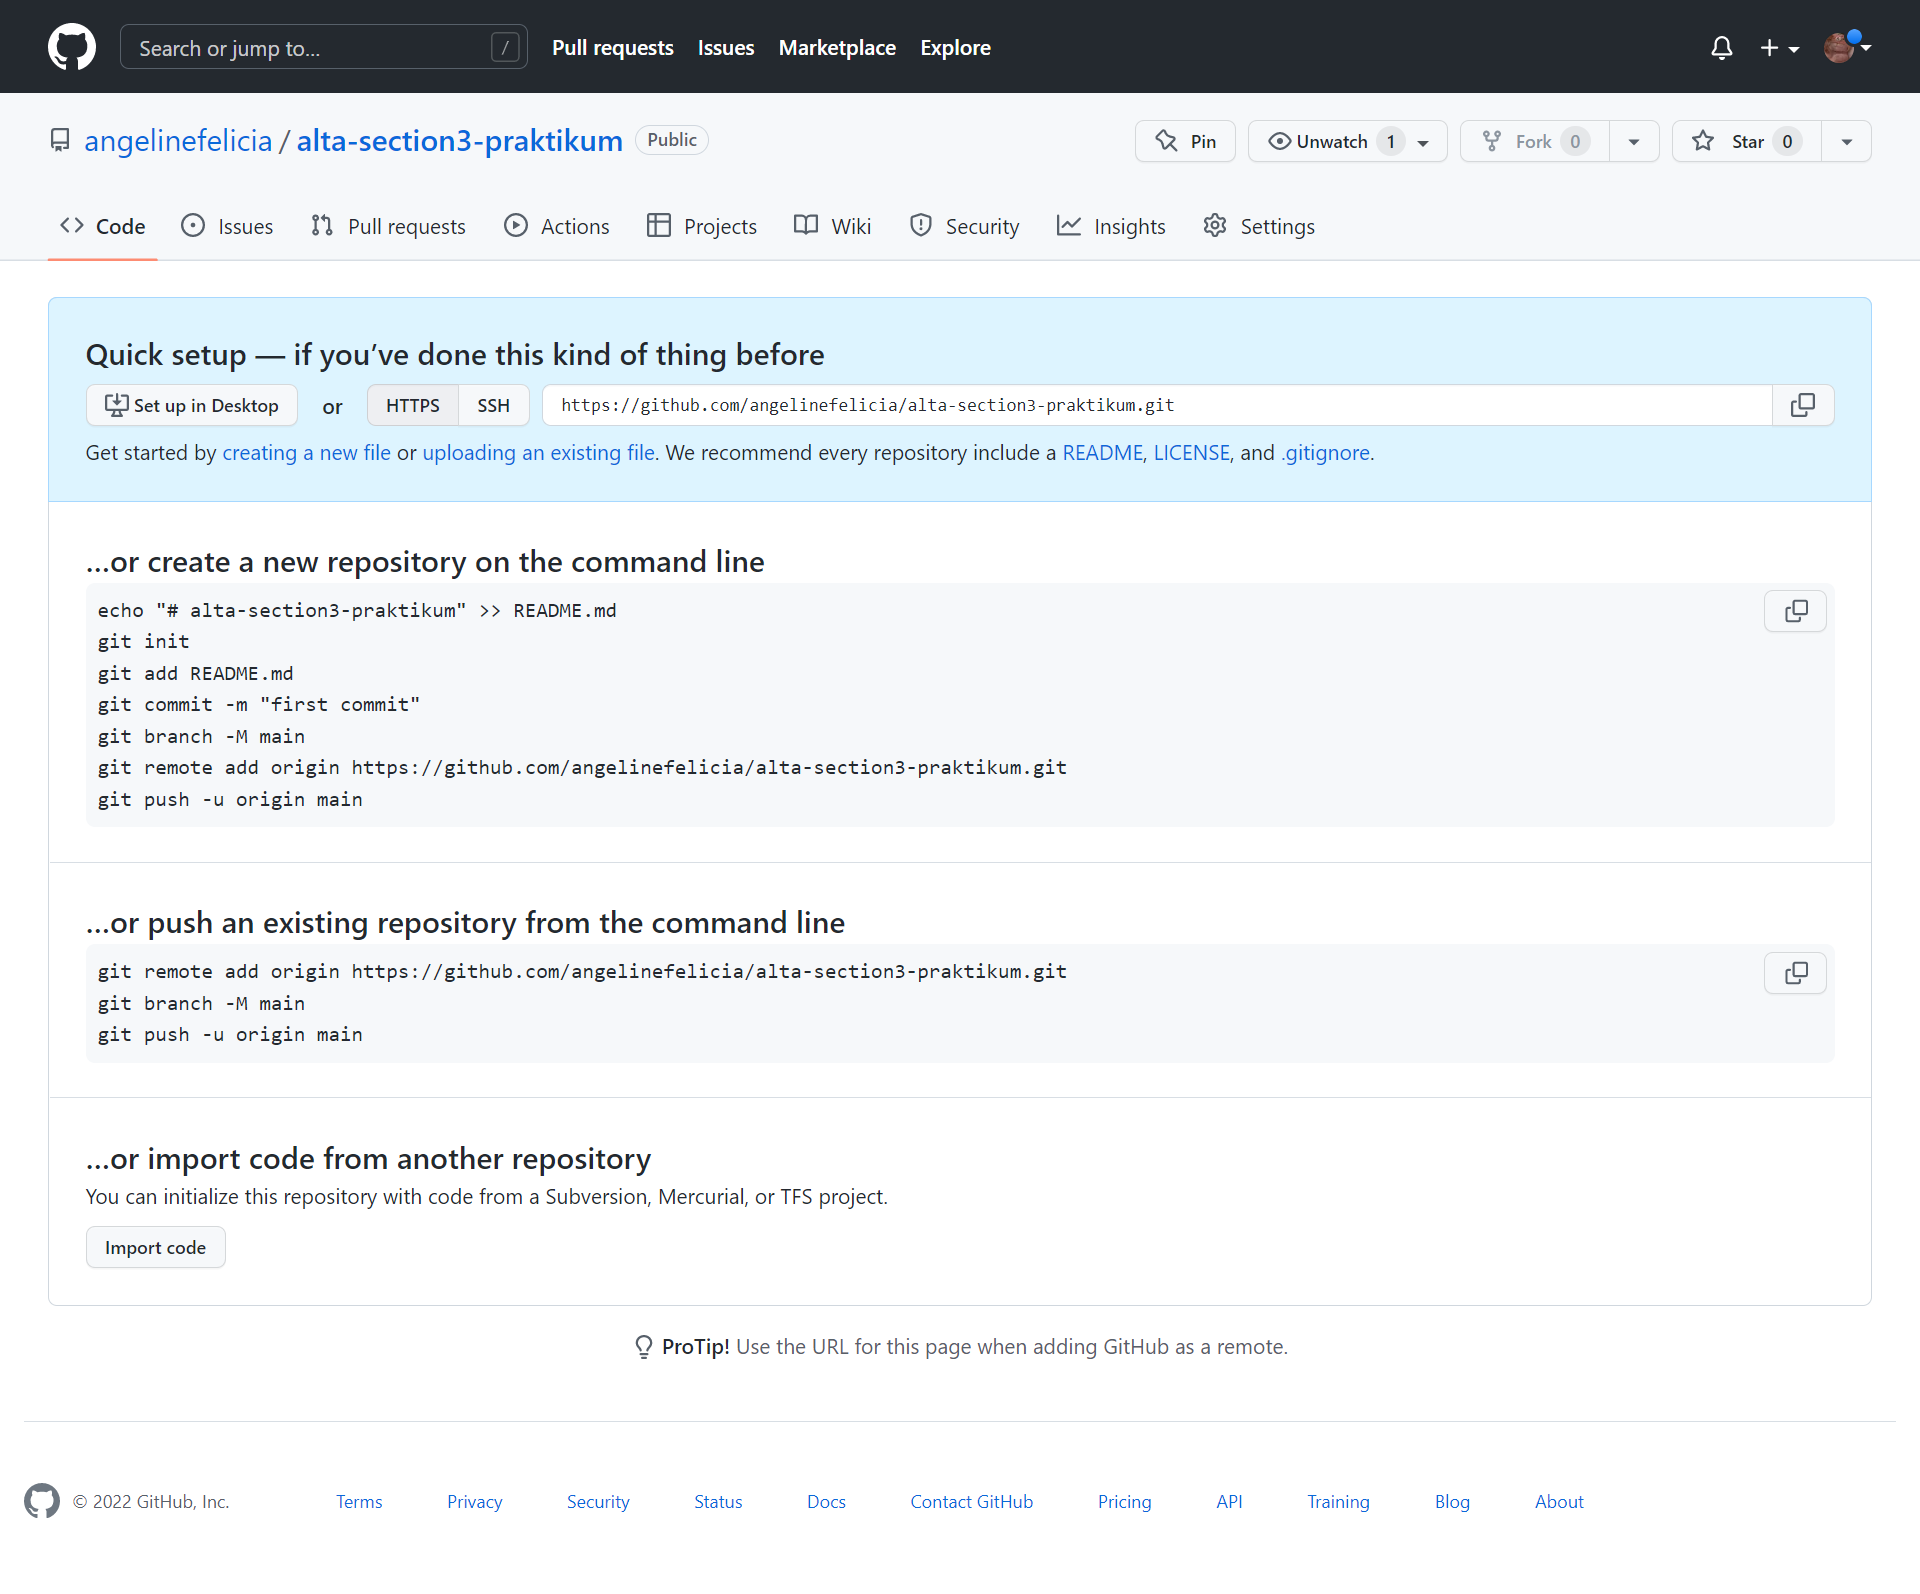 Search or jump to... / Pull requests Issues Marketplace Explore
angelinefelicia / alta-section3-praktikum Public Pin Unwatch 1 Fork 0 Star 0
Code Issues Pull requests Actions Projects Wiki Security Insights Settings
Quick setup — if you’ve done this kind of thing before
Set up in Desktop or HTTPS SSH https://github.com/angelinefelicia/alta-section3-praktikum.git
Get started by creating a new file or uploading an existing file. We recommend every repository include a README, LICENSE, and .gitignore.
…or create a new repository on the command line
echo "# alta-section3-praktikum" >> README.md
git init
git add README.md
git commit -m "first commit"
git branch -M main
git remote add origin https://github.com/angelinefelicia/alta-section3-praktikum.git
git push -u origin main
…or push an existing repository from the command line
git remote add origin https://github.com/angelinefelicia/alta-section3-praktikum.git
git branch -M main
git push -u origin main
…or import code from another repository
You can initialize this repository with code from a Subversion, Mercurial, or TFS project.
Import code
ProTip! Use the URL for this page when adding GitHub as a remote.
© 2022 GitHub, Inc. Terms Privacy Security Status Docs Contact GitHub Pricing API Training Blog About